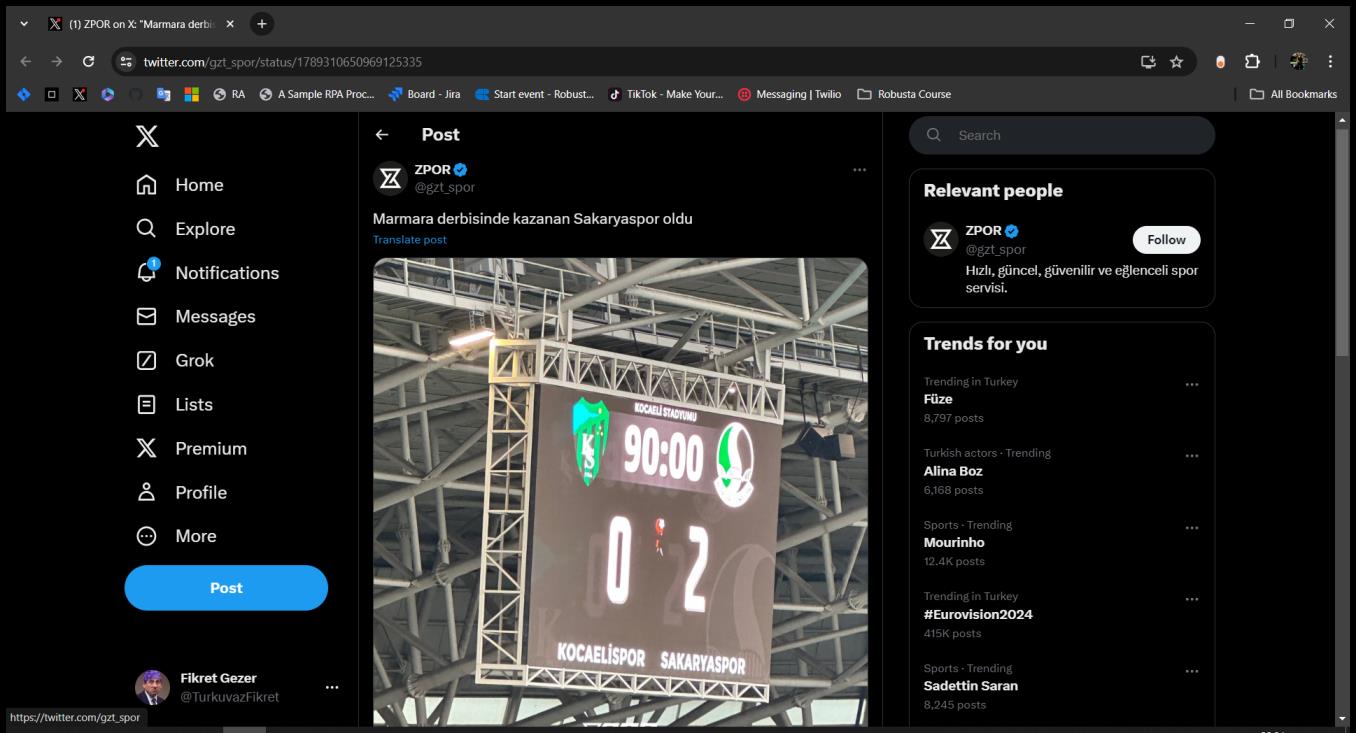 (1) ZPOR on X: "Marmara derbis
twitter.com/gzt_spor/status/1789310650969125335
RA
A Sample RPA Proc...
Board - Jira
Start event - Robust...
TikTok - Make Your...
Messaging | Twilio
Robusta Course
All Bookmarks
Home
Explore
1
Notifications
Messages
Grok
Lists
Premium
Profile
More
Post
Fikret Gezer
@TurkuvazFikret
https://twitter.com/gzt_spor
Post
ZPOR
@gzt_spor
Marmara derbisinde kazanan Sakaryaspor oldu
Translate post
KOCAELİ STADYUMU
KS
90:00
0 2
KOCAELİSPOR SAKARYASPOR
Search
Relevant people
ZPOR
@gzt_spor
Follow
Hızlı, güncel, güvenilir ve eğlenceli spor
servisi.
Trends for you
Trending in Turkey
Füze
8,797 posts
Turkish actors · Trending
Alina Boz
6,168 posts
Sports · Trending
Mourinho
12.4K posts
Trending in Turkey
#Eurovision2024
415K posts
Sports · Trending
Sadettin Saran
8,245 posts